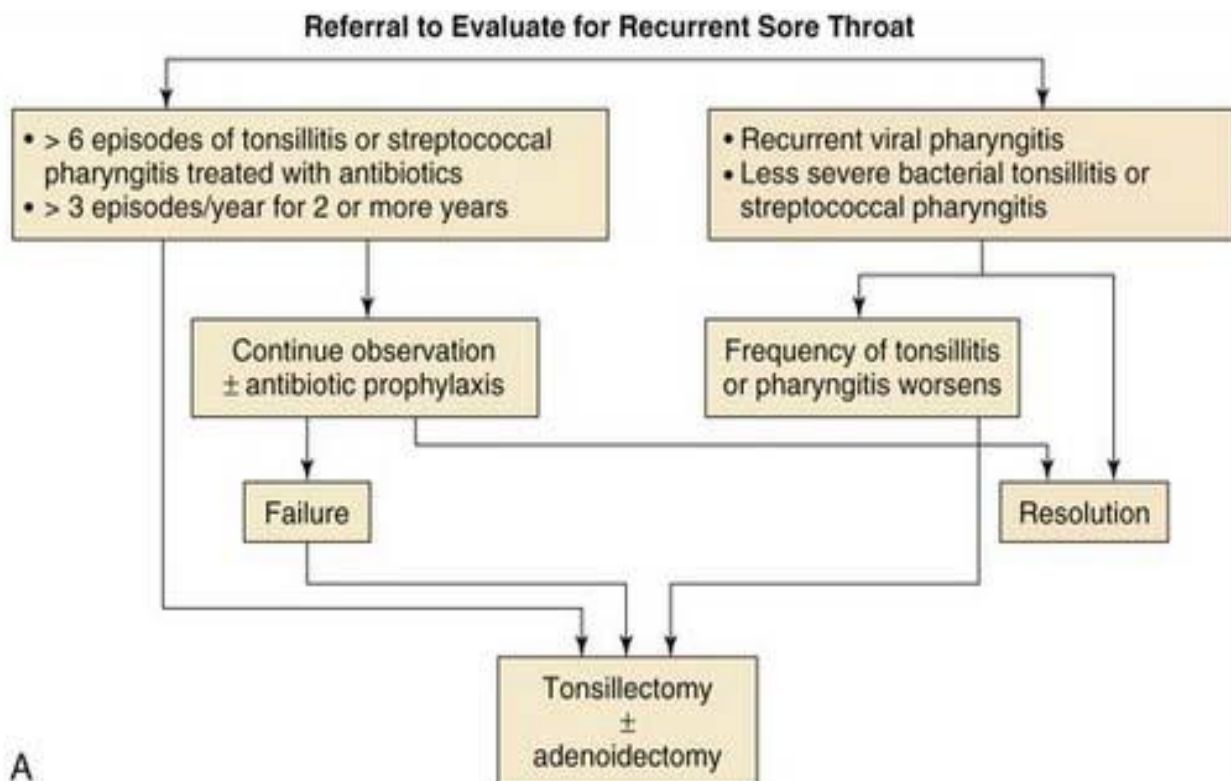 Referral to Evaluate for Recurrent Sore Throat
• > 6 episodes of tonsillitis or streptococcal
pharyngitis treated with antibiotics
• > 3 episodes/year for 2 or more years
• Recurrent viral pharyngitis
• Less severe bacterial tonsillitis or
streptococcal pharyngitis
Continue observation
± antibiotic prophylaxis
Frequency of tonsillitis
or pharyngitis worsens
Failure
Resolution
Tonsillectomy
±
adenoidectomy
A